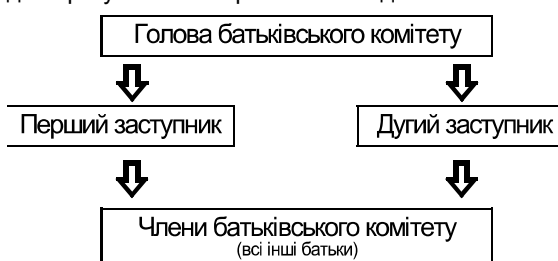 Голова батьківського комітету
Перший заступник
Дугий заступник
Члени батьківського комітету
(всі інші батьки)